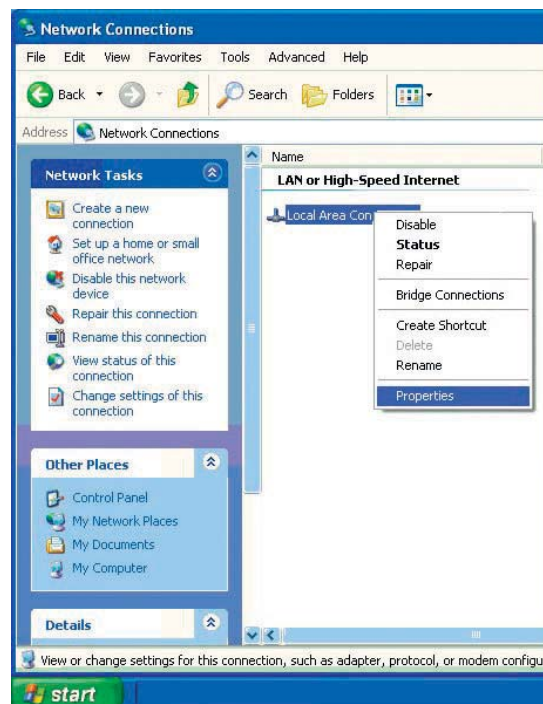 Network Connections
File Edit View Favorites Tools Advanced Help
Back Search Folders
Address Network Connections
Network Tasks
Create a new
connection
Set up a home or small
office network
Disable this network
device
Repair this connection
Rename this connection
View status of this
connection
Change settings of this
connection
Other Places
Control Panel
My Network Places
My Documents
My Computer
Details
Name
LAN or High-Speed Internet
Local Area Con
Disable
Status
Repair
Bridge Connections
Create Shortcut
Delete
Rename
Properties
View or change settings for this connection, such as adapter, protocol, or modem configu
start